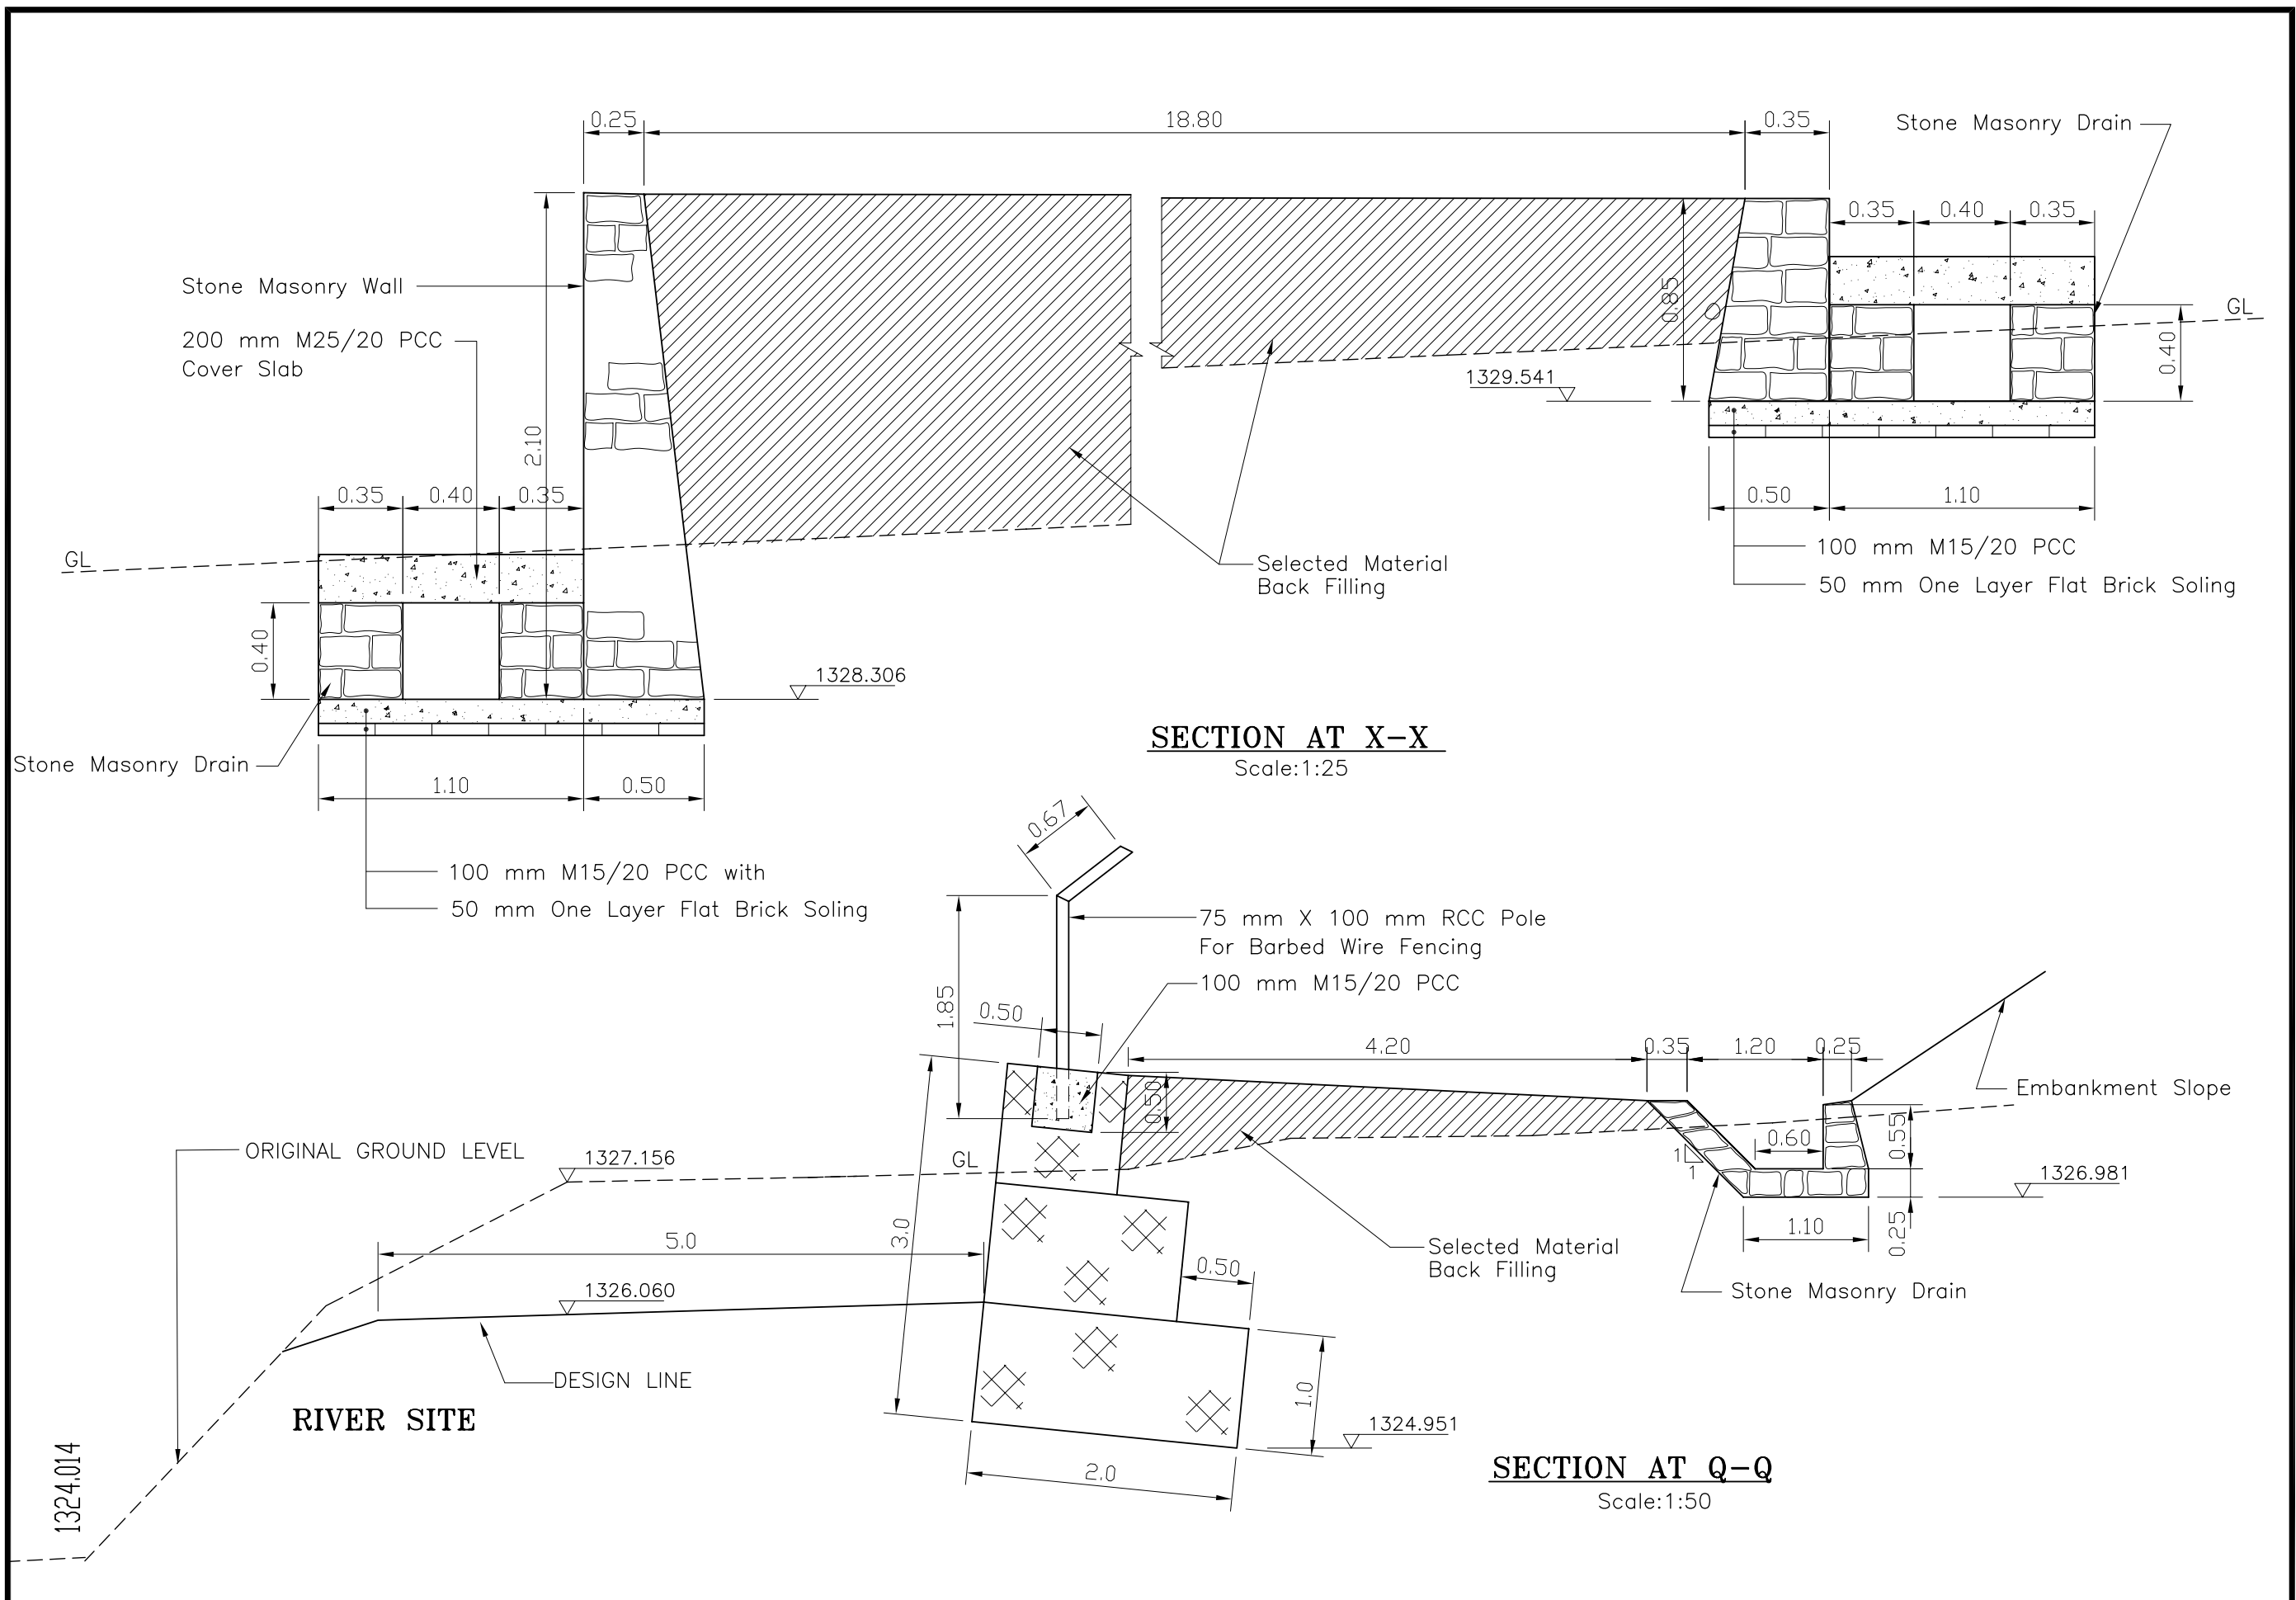 0.25
18.80
0.35
Stone Masonry Drain
0.35
0.40
0.35
2.10
Stone Masonry Wall
200 mm M25/20 PCC
Cover Slab
0.85
GL
0.40
1329.541
0.35
0.40
0.35
0.50
1.10
GL
100 mm M15/20 PCC
50 mm One Layer Flat Brick Soling
Selected Material
Back Filling
0.40
1328.306
SECTION AT X-X
Scale:1:25
Stone Masonry Drain
1.10
0.50
100 mm M15/20 PCC with
50 mm One Layer Flat Brick Soling
0.67
75 mm X 100 mm RCC Pole
For Barbed Wire Fencing
100 mm M15/20 PCC
1.85
0.50
4.20
0.35
1.20
0.25
0.50
Embankment Slope
ORIGINAL GROUND LEVEL
1327.156
GL
0.60
0.55
1
1
1326.981
1.10
0.25
3.0
5.0
Selected Material
Back Filling
0.50
Stone Masonry Drain
1326.060
DESIGN LINE
1.0
RIVER SITE
1324.951
2.0
SECTION AT Q-Q
Scale:1:50
1324.014